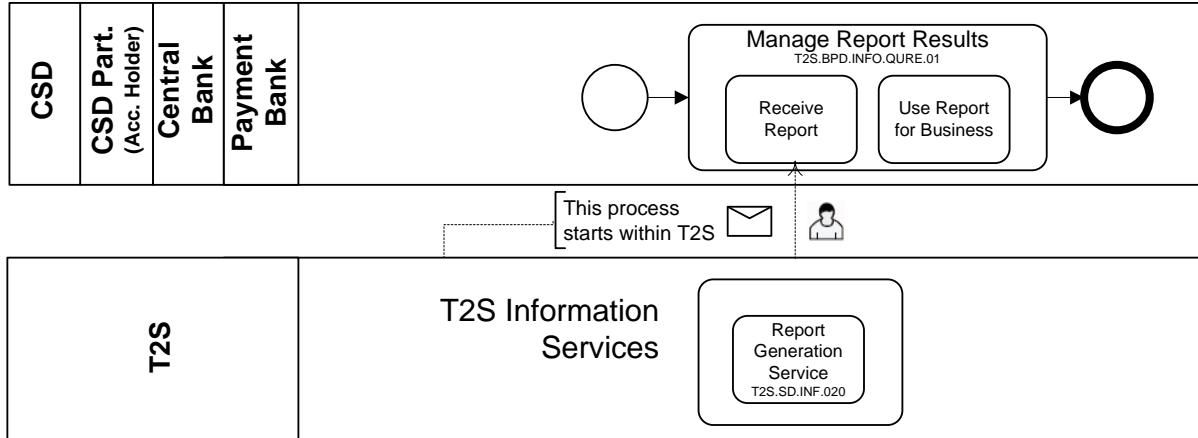 CSD
CSD Part.
(Acc. Holder)
Central
Bank
Payment
Bank
Manage Report Results
T2S.BPD.INFO.QURE.01
Receive
Report
Use Report
for Business
This process
starts within T2S
T2S
T2S Information
Services
Report
Generation
Service
T2S.SD.INF.020